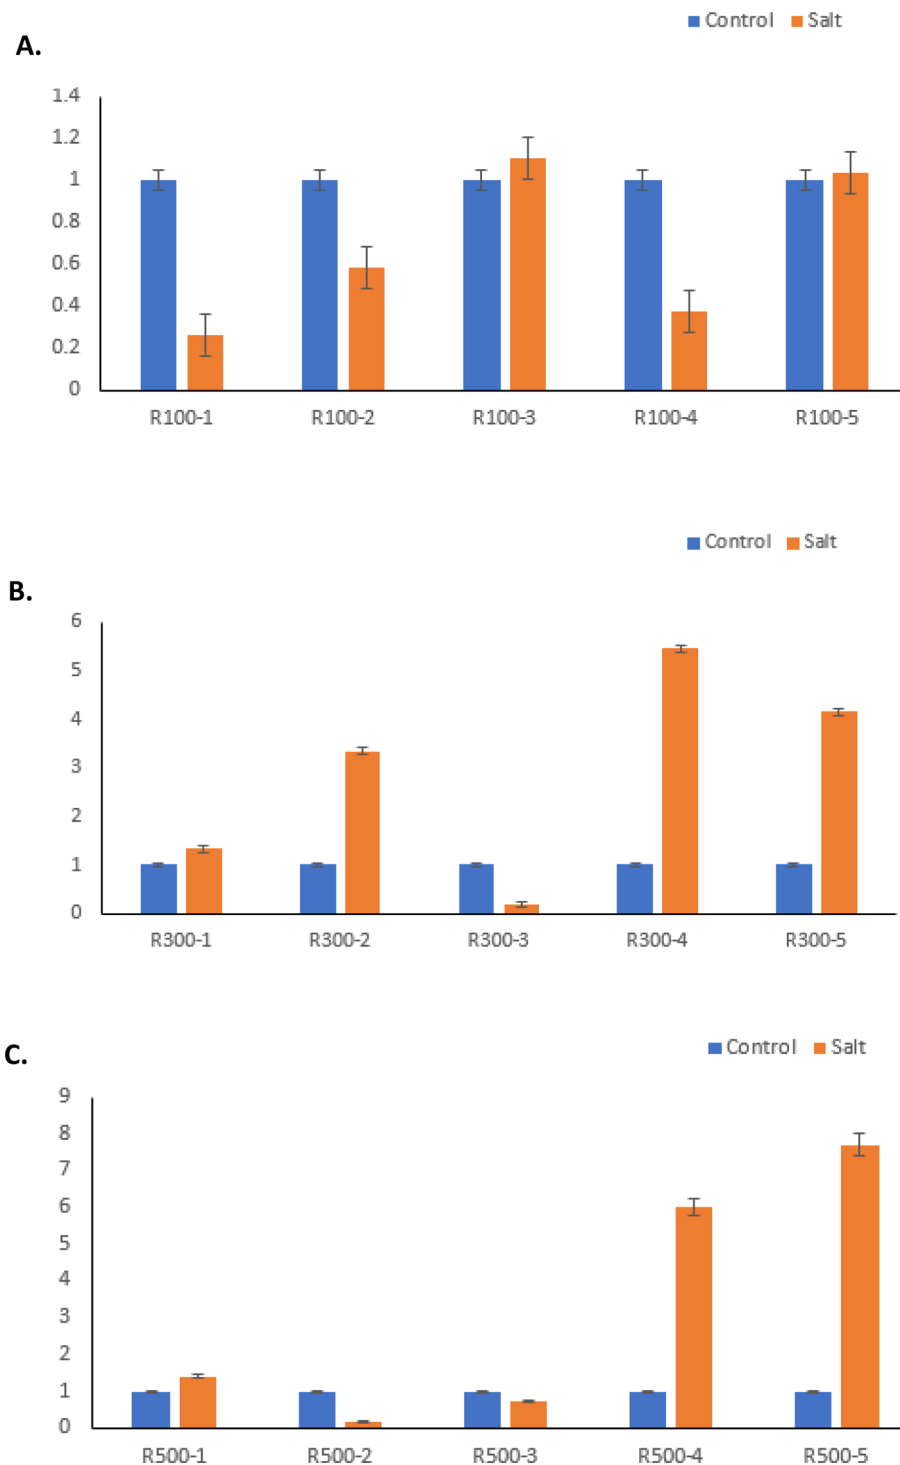 Control Salt
A.
1.4
1.2
1
0.8
0.6
0.4
0.2
0
R100-1 R100-2 R100-3 R100-4 R100-5
Control Salt
B.
6
5
4
3
2
1
0
R300-1 R300-2 R300-3 R300-4 R300-5
Control Salt
C.
9
8
7
6
5
4
3
2
1
0
R500-1 R500-2 R500-3 R500-4 R500-5